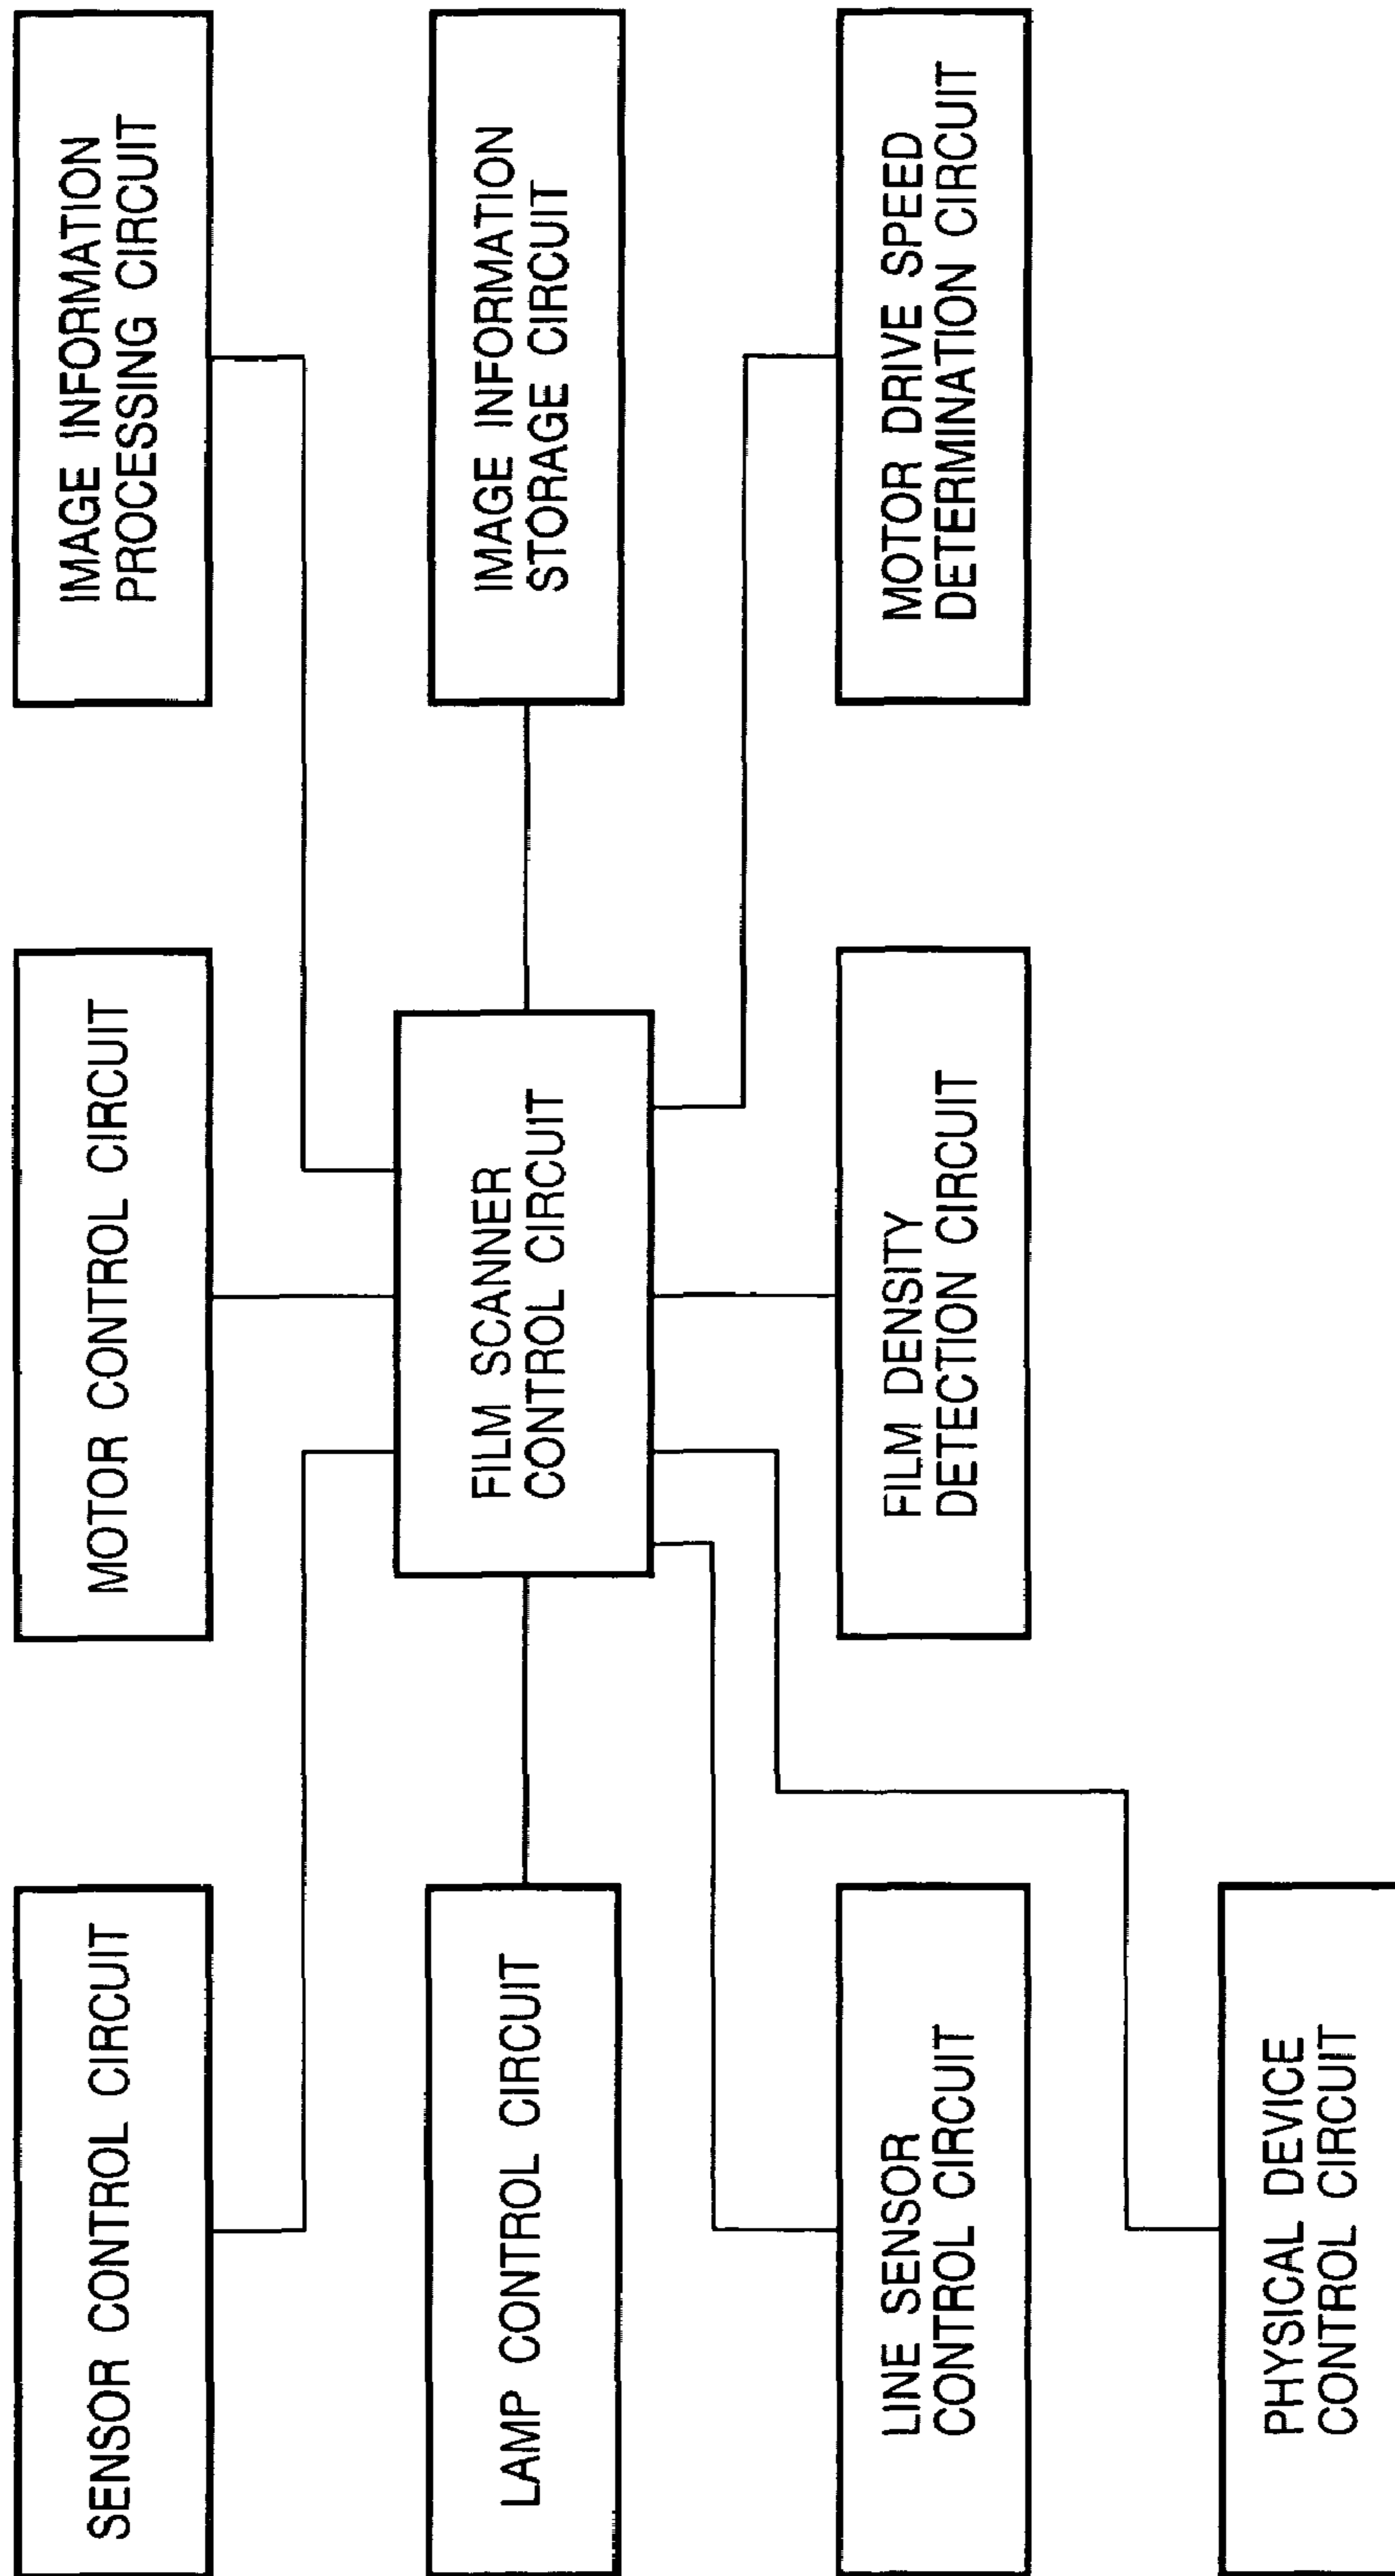 SENSOR CONTROL CIRCUIT
MOTOR CONTROL CIRCUIT
IMAGE INFORMATION
PROCESSING CIRCUIT
LAMP CONTROL CIRCUIT
FILM SCANNER
CONTROL CIRCUIT
IMAGE INFORMATION
STORAGE CIRCUIT
LINE SENSOR
CONTROL CIRCUIT
FILM DENSITY
DETECTION CIRCUIT
MOTOR DRIVE SPEED
DETERMINATION CIRCUIT
PHYSICAL DEVICE
CONTROL CIRCUIT